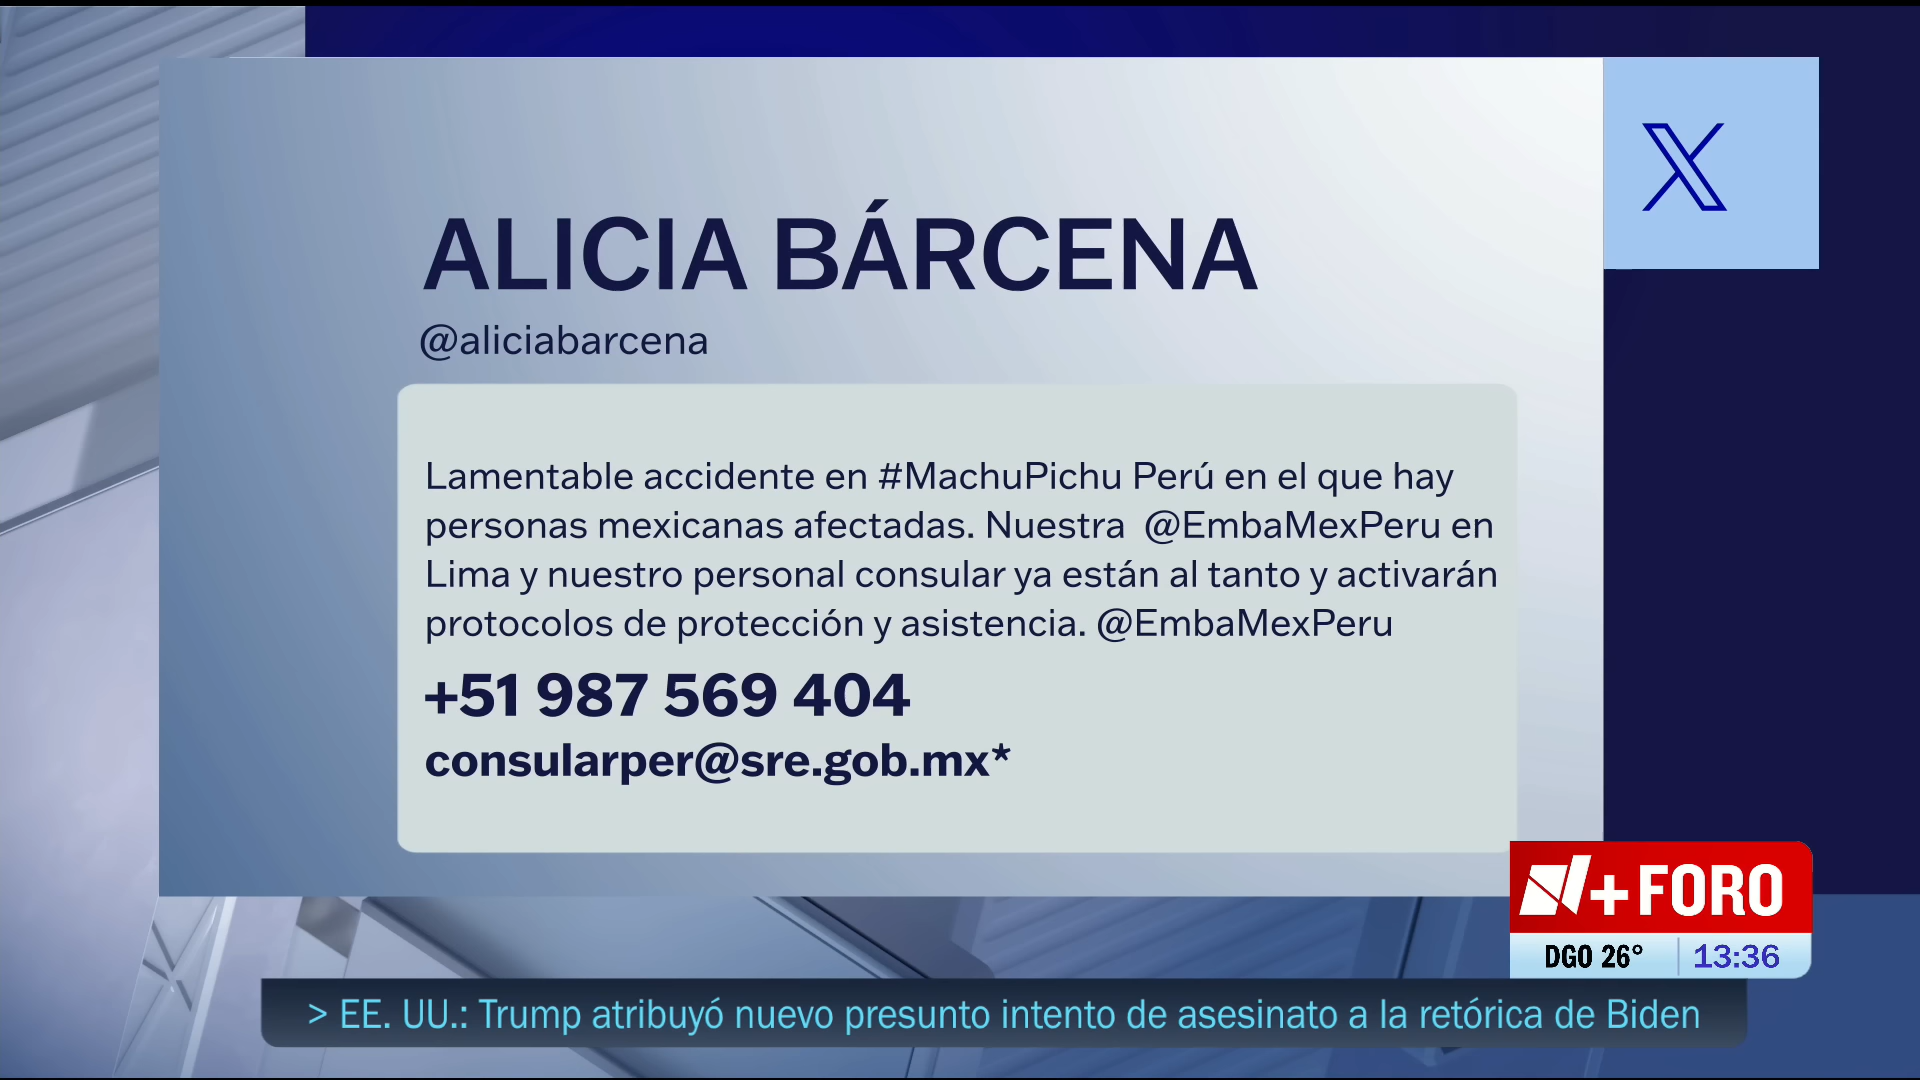 X
ALICIA BÁRCENA
@aliciabarcena
Lamentable accidente en #MachuPichu Perú en el que hay
personas mexicanas afectadas. Nuestra @EmbaMexPeru en
Lima y nuestro personal consular ya están al tanto y activarán
protocolos de protección y asistencia. @EmbaMexPeru
+51 987 569 404
consularper@sre.gob.mx*
N+ FORO
DGO 26° 13:36
> EE. UU.: Trump atribuyó nuevo presunto intento de asesinato a la retórica de Biden